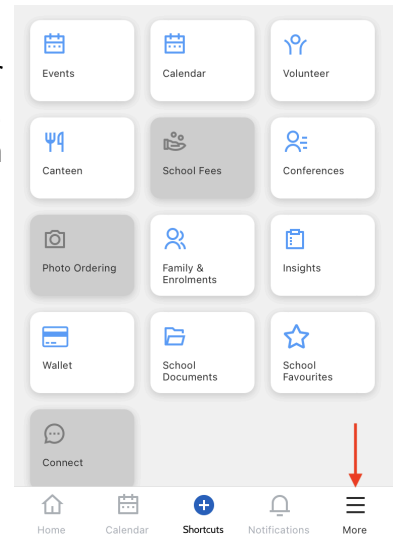 Events Calendar Volunteer
Canteen School Fees Conferences
Photo Ordering Family & Insights
Enrolments
Wallet School School
Documents Favourites
Connect
Home Calendar Shortcuts Notifications More